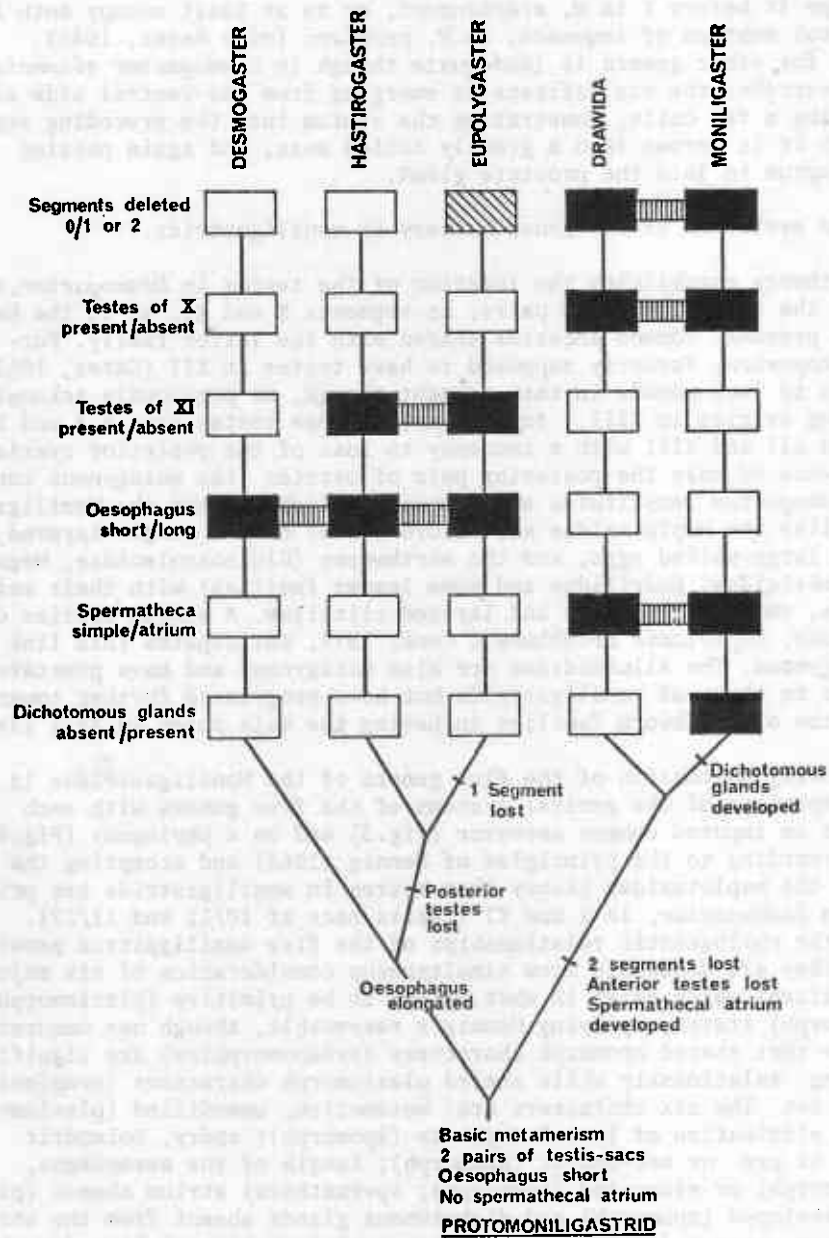 DESMOGASTER
HASTIROGASTER
EUPOLYGASTER
DRAWIDA
MONILIGASTER
Segments deleted
0/1 or 2
Testes of X
present/absent
Testes of XI
present/absent
Oesophagus
short/long
Spermatheca
simple/atrium
Dichotonous glands
absent/present
Dichotomous
glands
developed
1 Segment
lost
Posterior
testes
lost
Oesophagus
elongated
2 segments lost
Anterior testes lost
Spermathecal atrium
developed
Basic metamerism
2 pairs of testis-sacs
Oesophagus short
No spermathecal atrium
PROTOMONILIGASTRID